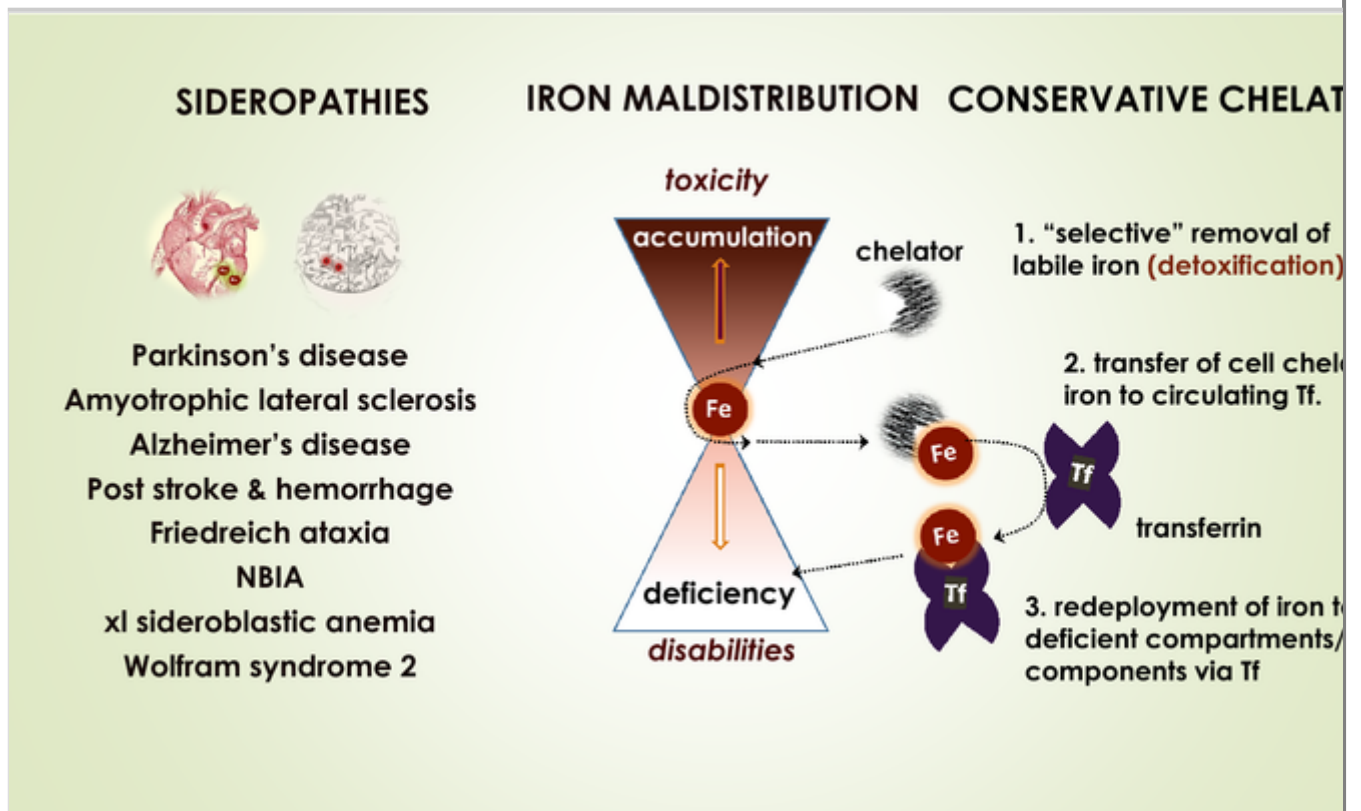 SIDEROPATHIES
IRON MALDISTRIBUTION
CONSERVATIVE CHELAT
toxicity
accumulation
chelator
1. “selective” removal of
labile iron (detoxification)
Parkinson’s disease
Amyotrophic lateral sclerosis
Alzheimer’s disease
Post stroke & hemorrhage
Friedreich ataxia
NBIA
xl sideroblastic anemia
Wolfram syndrome 2
2. transfer of cell chel
iron to circulating Tf.
Fe
Fe
Tf
Fe
transferrin
Tf
deficiency
disabilities
3. redeployment of iron t
deficient compartments/
components via Tf